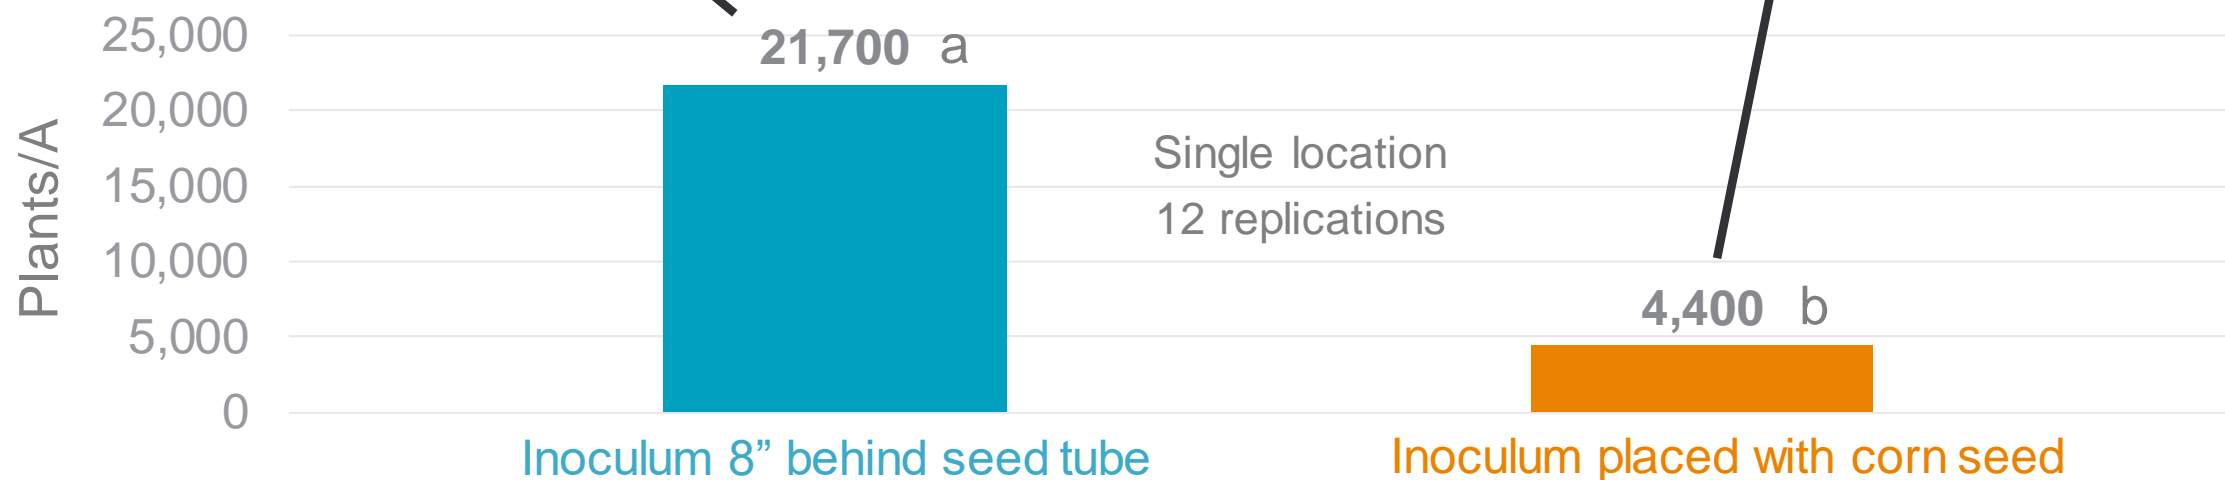 25,000
20,000
15,000
10,000
5,000
0
Plants/A
21,700 a
Single location
12 replications
4,400 b
Inoculum 8” behind seed tube
Inoculum placed with corn seed